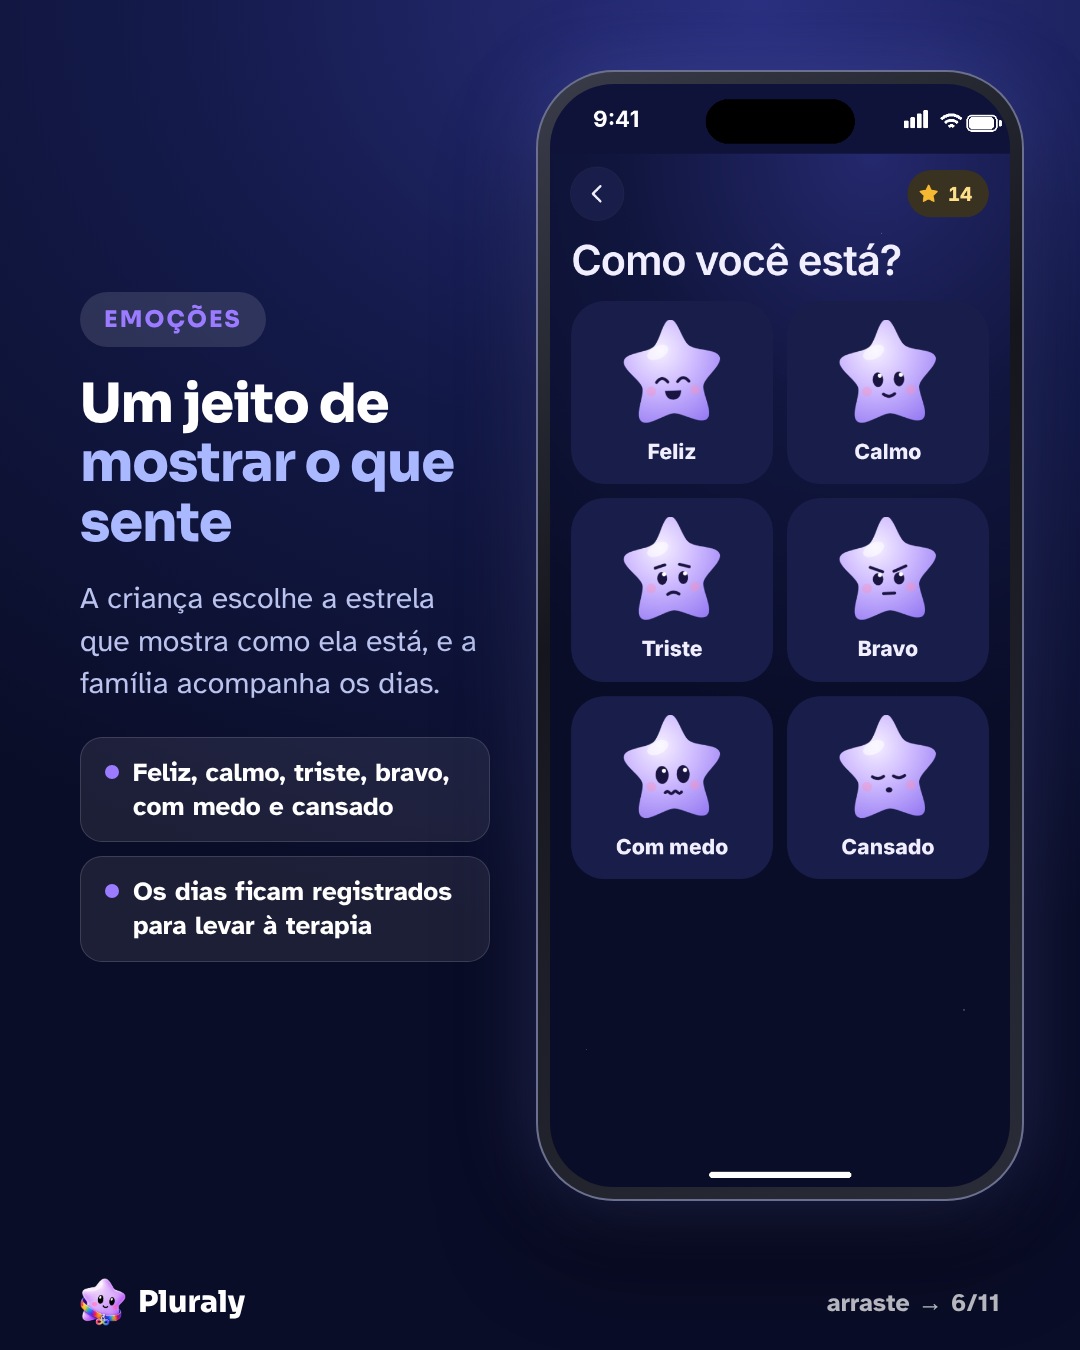 EMOÇÕES
Um jeito de
mostrar o que
sente
A criança escolhe a estrela
que mostra como ela está, e a
família acompanha os dias.
Feliz, calmo, triste, bravo,
com medo e cansado
Os dias ficam registrados
para levar à terapia
9:41
14
Como você está?
Feliz
Calmo
Triste
Bravo
Com medo
Cansado
Pluraly
arraste → 6/11